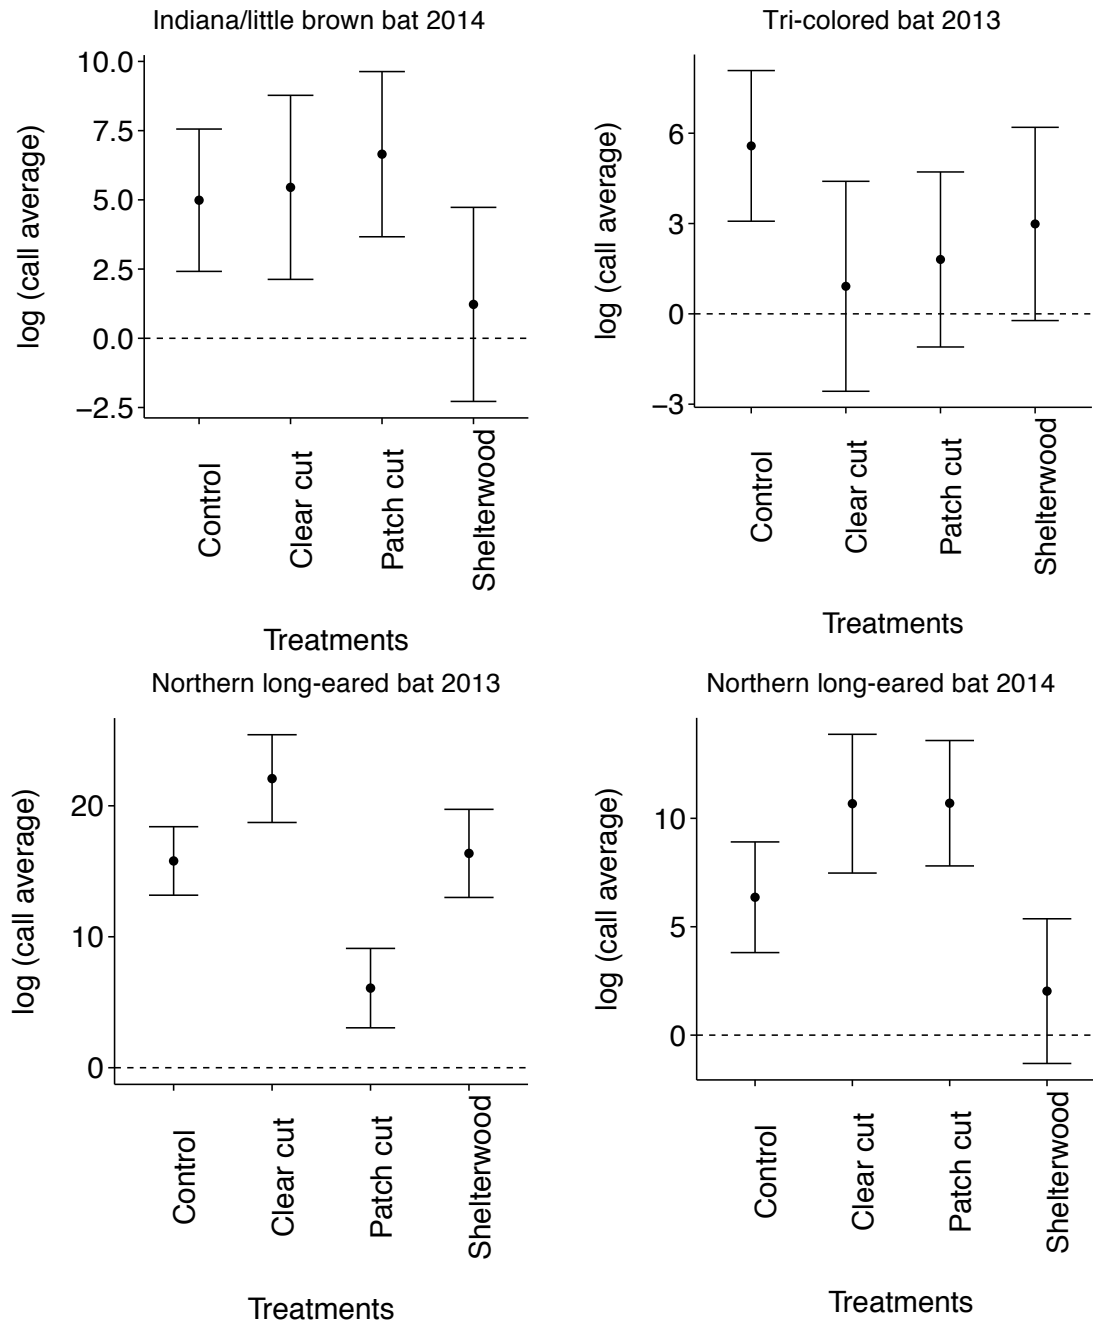 Indiana/little brown bat 2014
log (call average)
10.0
7.5
5.0
2.5
0.0
−2.5
Control
Clear cut
Patch cut
Shelterwood
Treatments
Tri-colored bat 2013
log (call average)
6
3
0
−3
Control
Clear cut
Patch cut
Shelterwood
Treatments
Northern long-eared bat 2013
log (call average)
20
10
0
Control
Clear cut
Patch cut
Shelterwood
Treatments
Northern long-eared bat 2014
log (call average)
10
5
0
Control
Clear cut
Patch cut
Shelterwood
Treatments